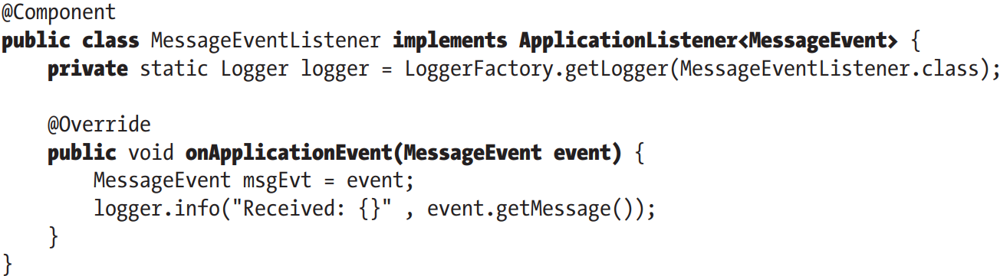 @Component
public class MessageEventListener implements ApplicationListener<MessageEvent> {
    private static Logger logger = LoggerFactory.getLogger(MessageEventListener.class);

    @Override
    public void onApplicationEvent(MessageEvent event) {
        MessageEvent msgEvt = event;
        logger.info("Received: {}" , event.getMessage());
    }
}